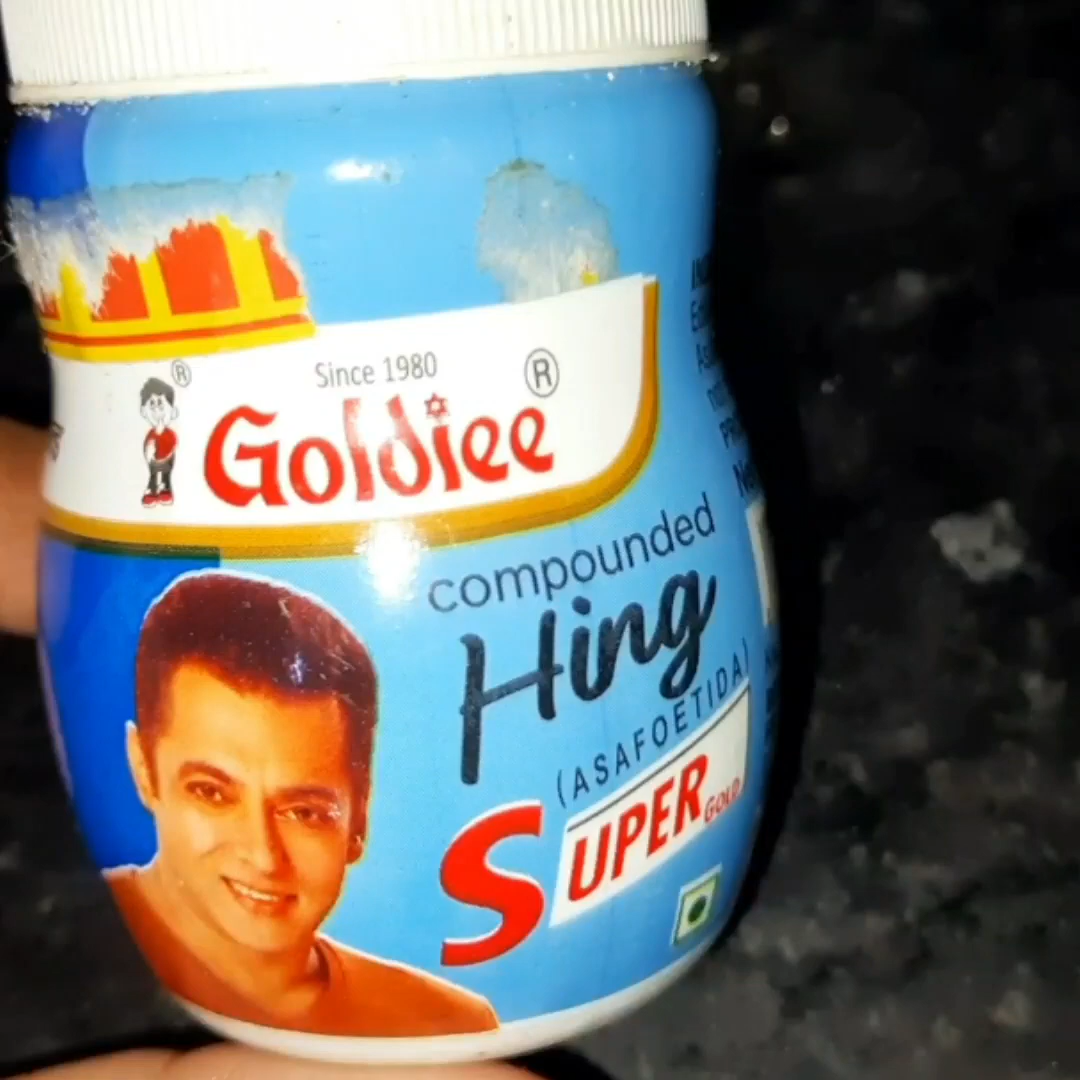 Since 1980
®
Goldiee®
compounded
Hing
(ASAFOETIDA)
SUPER GOLD